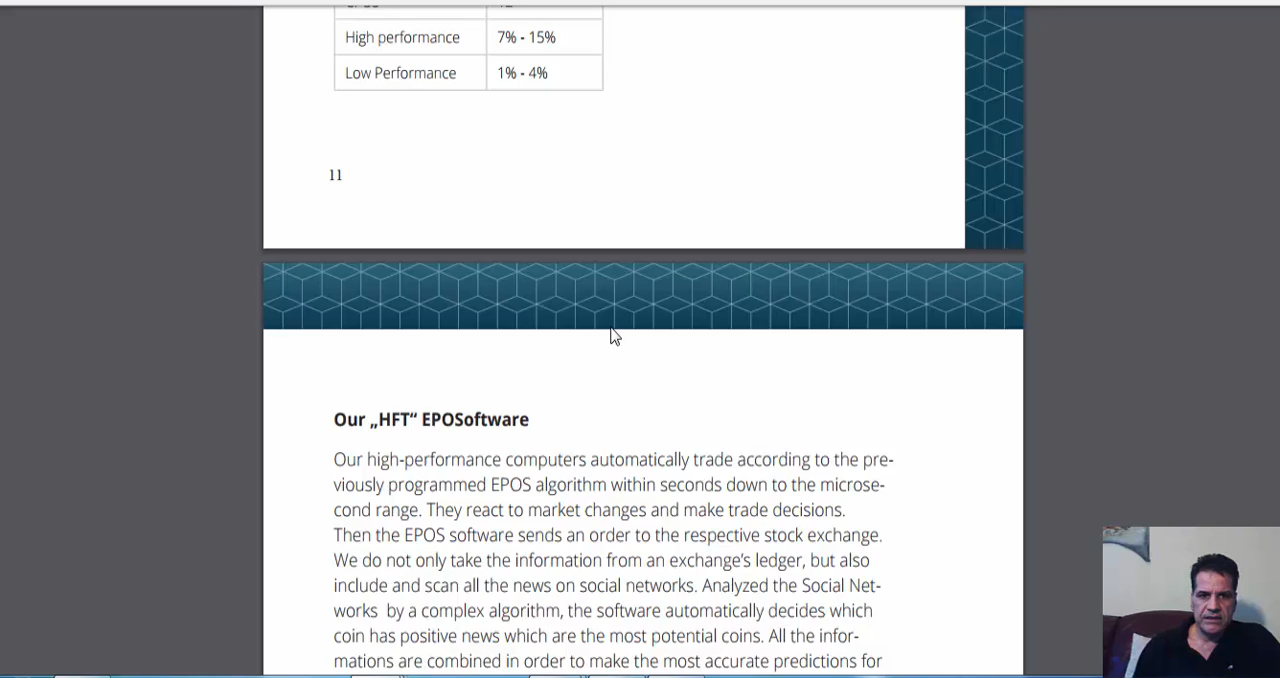 High performance 7% - 15%
Low Performance 1% - 4%
11
Our „HFT“ EPOSoftware
Our high-performance computers automatically trade according to the pre-
viously programmed EPOS algorithm within seconds down to the microse-
cond range. They react to market changes and make trade decisions.
Then the EPOS software sends an order to the respective stock exchange.
We do not only take the information from an exchange's ledger, but also
include and scan all the news on social networks. Analyzed the Social Net-
works by a complex algorithm, the software automatically decides which
coin has positive news which are the most potential coins. All the infor-
mations are combined in order to make the most accurate predictions for